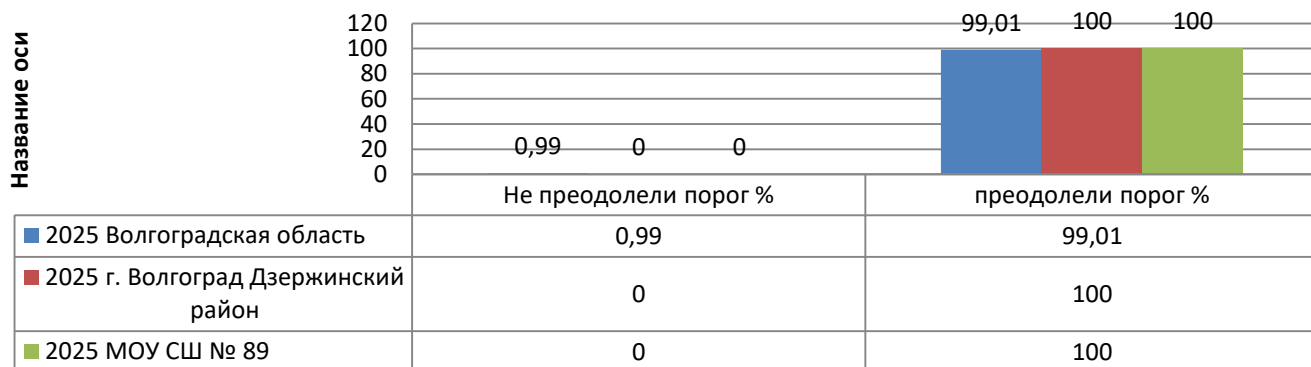 Название оси
120
100
80
60
40
20
0
99,01 100 100
0,99 0 0
Не преодолели порог % преодолели порог %
2025 Волгоградская область 0,99 99,01
2025 г. Волгоград Дзержинский
район 0 100
2025 МОУ СШ № 89 0 100